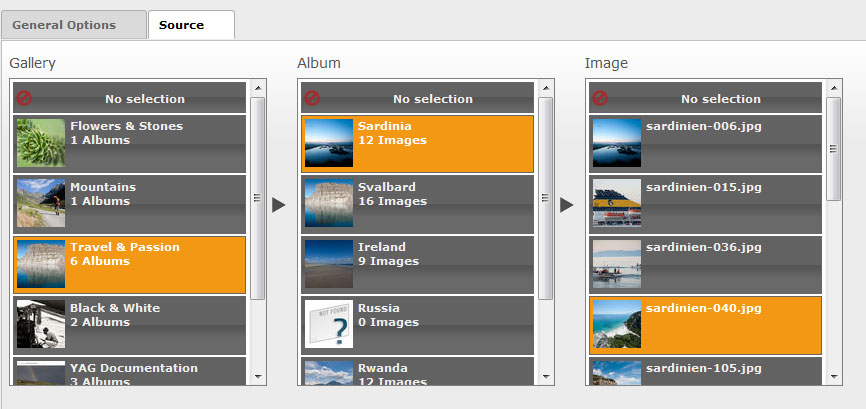 General Options
Source
Gallery
No selection
Flowers & Stones
1 Albums
Mountains
1 Albums
Travel & Passion
6 Albums
Black & White
2 Albums
YAG Documentation
3 Albums
Album
No selection
Sardinia
12 Images
Svalbard
16 Images
Ireland
9 Images
NOT FOUND
?
Russia
0 Images
Rwanda
12 Images
Image
No selection
sardinien-006.jpg
sardinien-015.jpg
sardinien-036.jpg
sardinien-040.jpg
sardinien-105.jpg